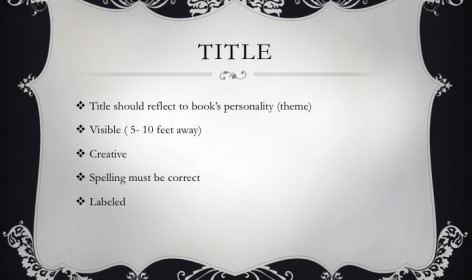 TITLE
❖ Title should reflect to book's personality (theme)
❖ Visible ( 5- 10 feet away)
❖ Creative
❖ Spelling must be correct
❖ Labeled